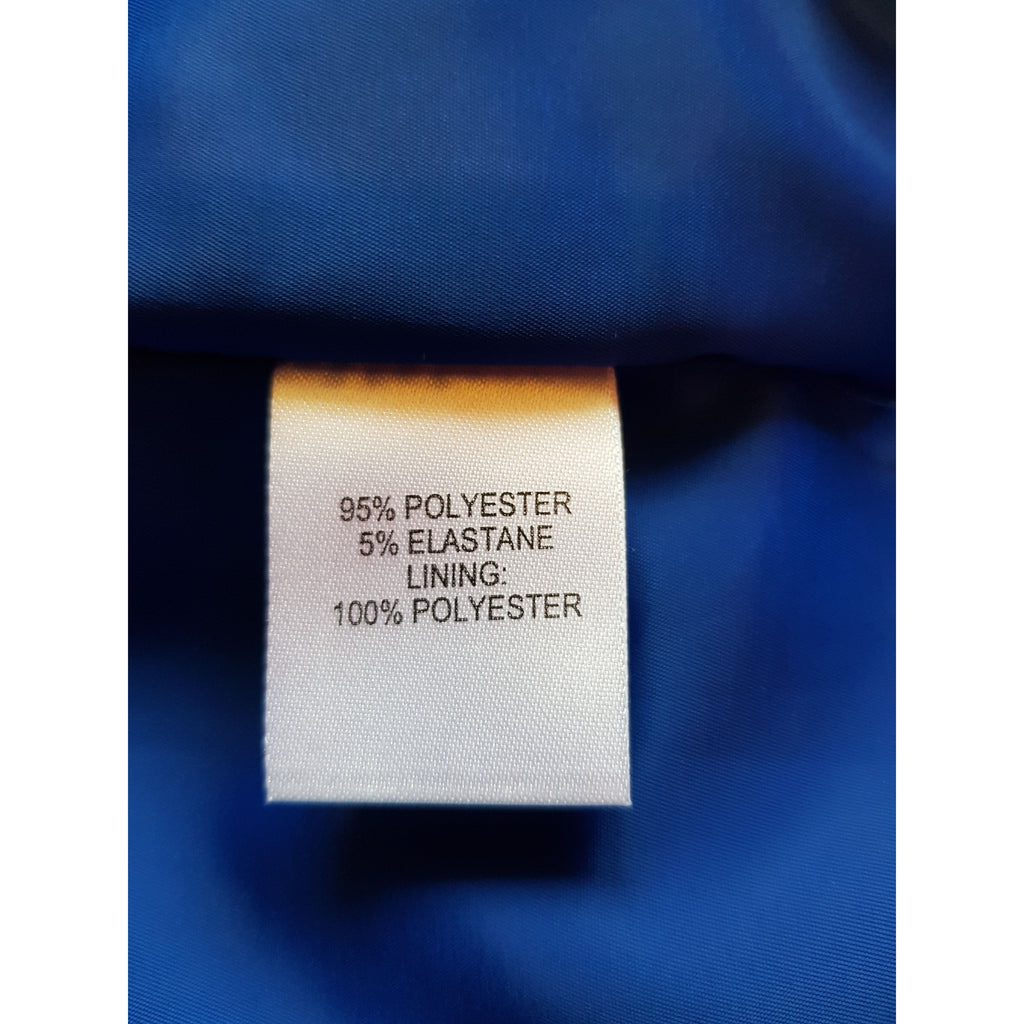 95% POLYESTER
5% ELASTANE
LINING:
100% POLYESTER